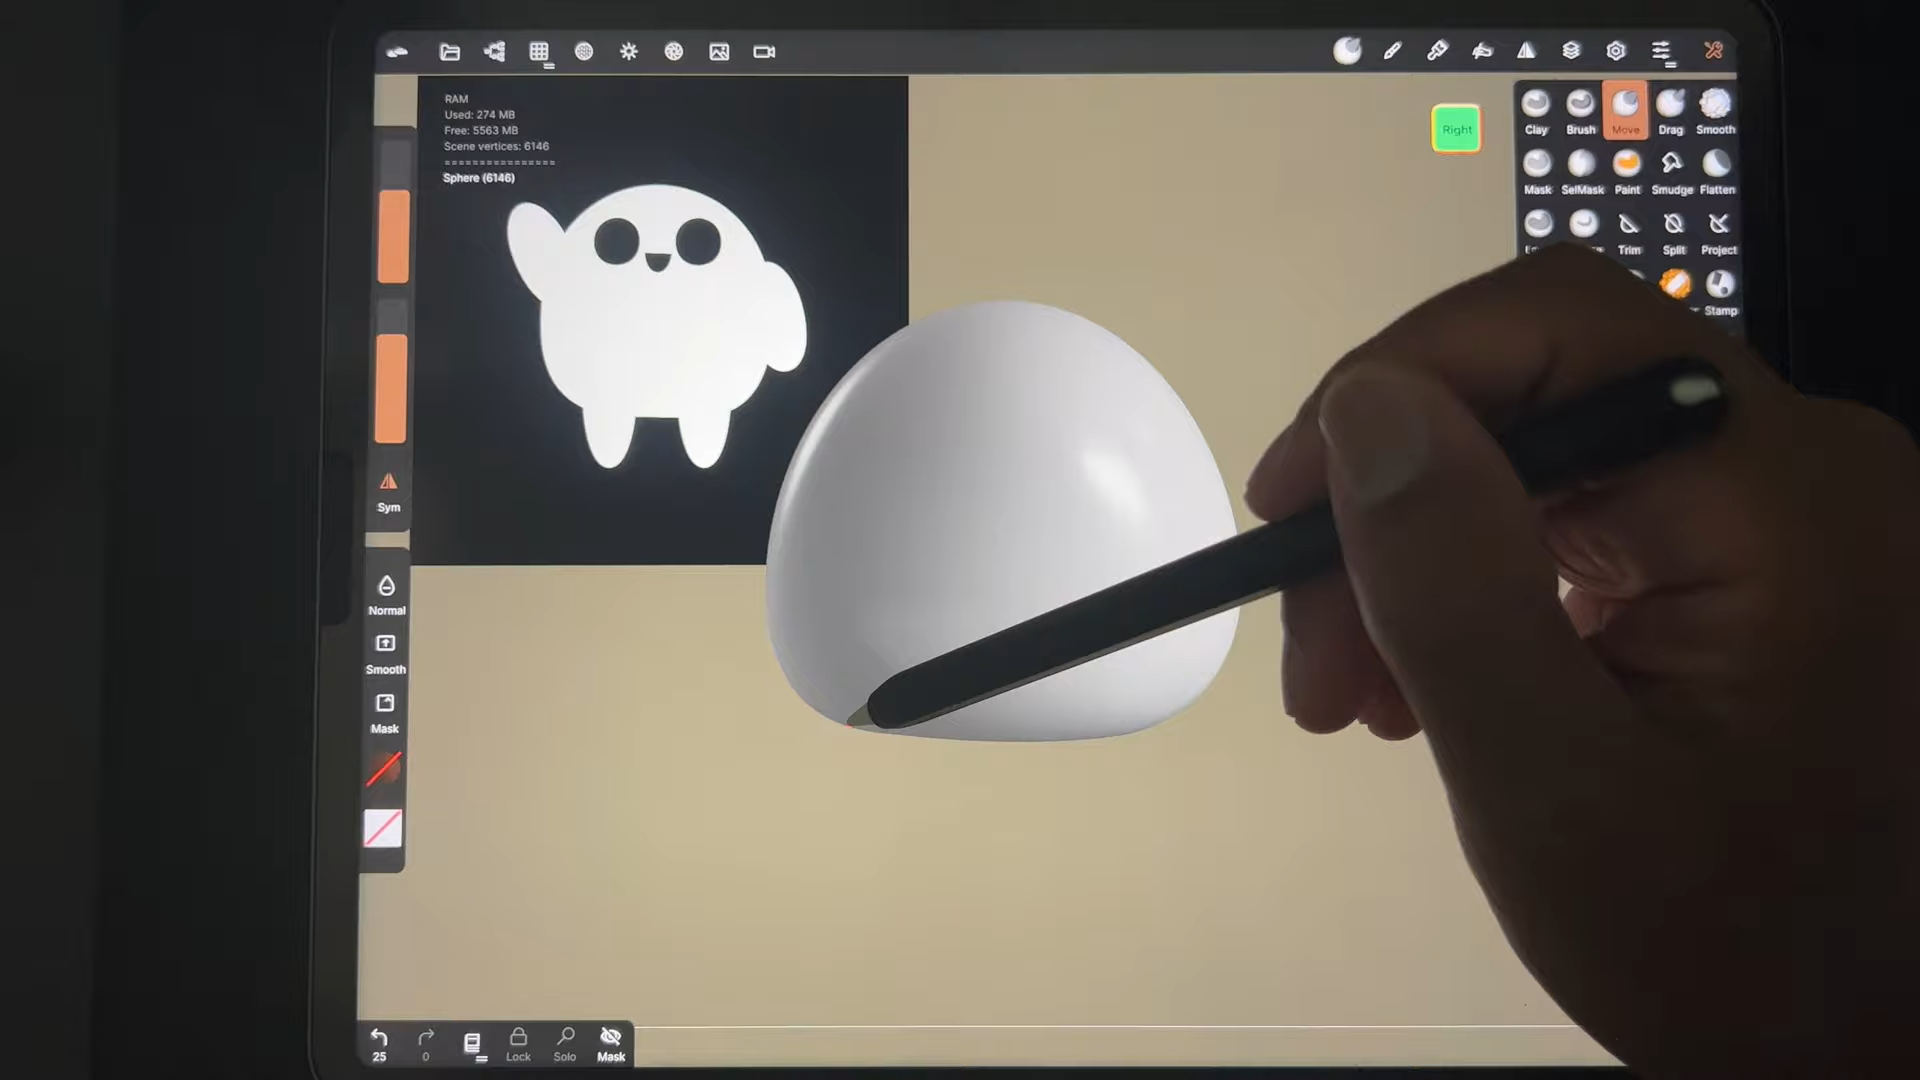 RAM
Used: 274 MB
Free: 5563 MB
Scene vertices: 6146
================
Sphere (6146)
Right
Clay Brush Move Drag Smooth
Mask SelMask Paint Smudge Flatten
Trim Split Project
Stamp
Sym
Normal
Smooth
Mask
25 0 Lock Solo Mask